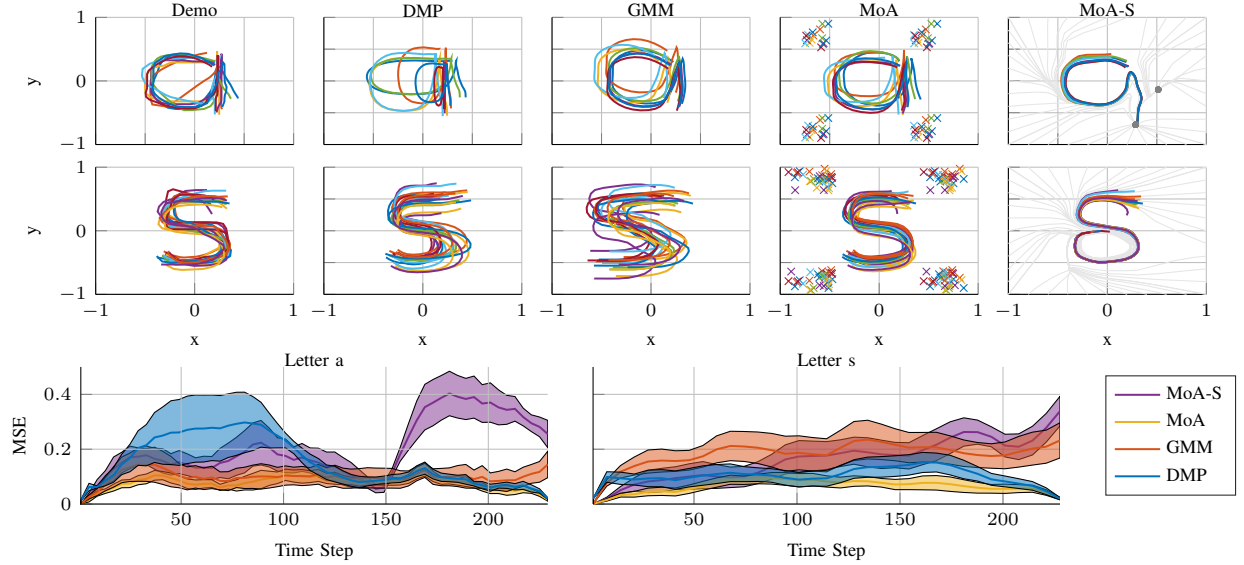 Demo DMP GMM MoA MoA-S
1
y 0
−1
1
y 0
−1
−1 0 1 −1 0 1 −1 0 1 −1 0 1 −1 0 1
x x x x x
Letter a Letter s
MSE
0.4
0.2
0
50 100 150 200 50 100 150 200
Time Step Time Step
MoA-S
MoA
GMM
DMP